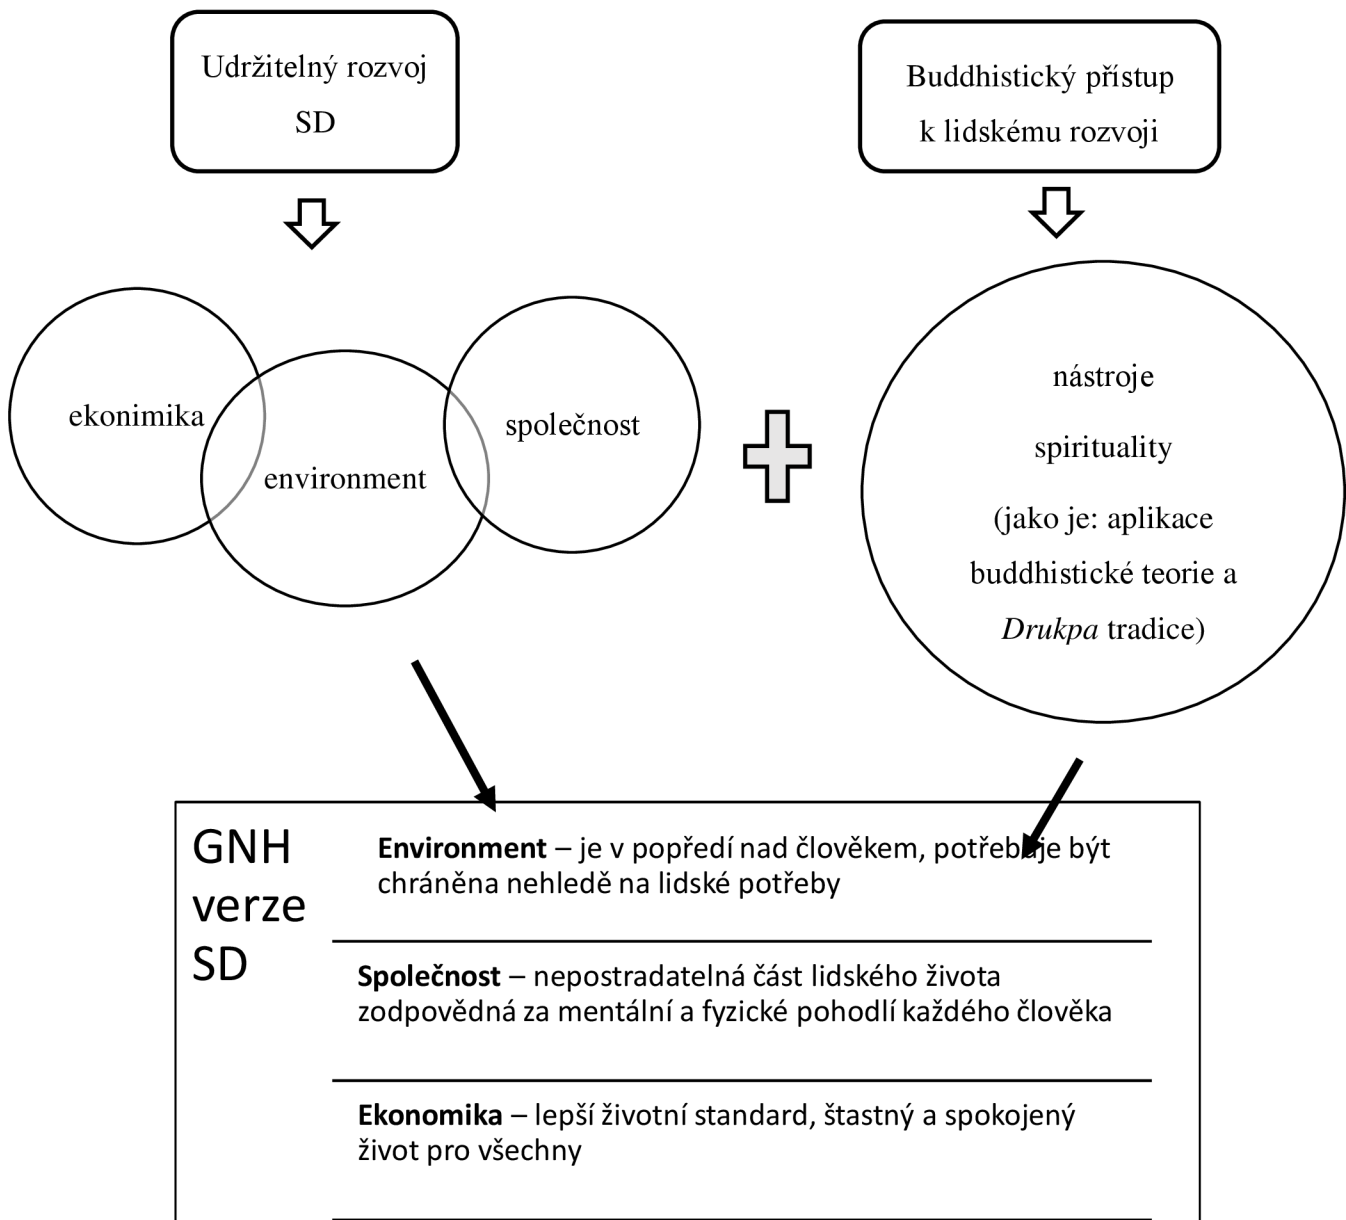 Udržitelný rozvoj
SD
Buddhistický přístup
k lidskému rozvoji
ekonimika
environment
společnost
nástroje
spirituality
(jako je: aplikace
buddhistické teorie a
Drukpa tradice)
GNH
verze
SD
Environment – je v popředí nad člověkem, potřebuje být
chráněna nehledě na lidské potřeby
Společnost – nepostradatelná část lidského života
zodpovědná za mentální a fyzické pohodlí každého člověka
Ekonomika – lepší životní standard, štastný a spokojený
život pro všechny